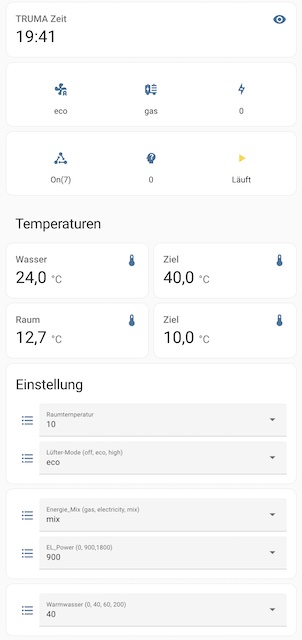 TRUMA Zeit
19:41
eco
gas
0
On(7)
0
Läuft
Temperaturen
Wasser
24,0 °C
Ziel
40,0 °C
Raum
12,7 °C
Ziel
10,0 °C
Einstellung
Raumtemperatur
10
Lüfter-Mode (off, eco, high)
eco
Energie_Mix (gas, electricity, mix)
mix
EL_Power (0, 900,1800)
900
Warmwasser (0, 40, 60, 200)
40